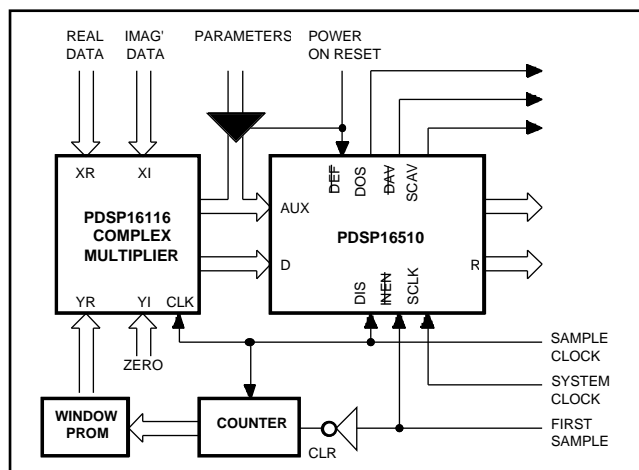 REAL DATA
IMAG' DATA
PARAMETERS
POWER ON RESET
XR
XI
PDSP16116
COMPLEX
MULTIPLIER
YR
YI
CLK
AUX
D
DEF
DOS
DAV
SCAV
PDSP16510
R
DIS
INEN
SCLK
ZERO
SAMPLE CLOCK
SYSTEM CLOCK
FIRST SAMPLE
WINDOW
PROM
COUNTER
CLR